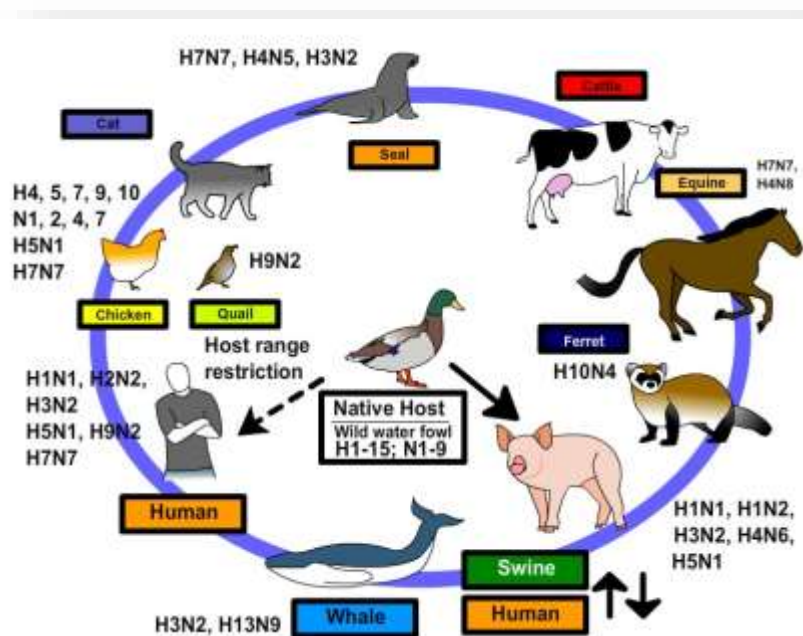 H7N7, H4N5, H3N2
Cattle
Cat
Seal
H7N7,
H4N8
Equine
H4, 5, 7, 9, 10
N1, 2, 4, 7
H5N1
H7N7
H9N2
Chicken
Quail
Host range
restriction
Ferret
H10N4
H1N1, H2N2,
H3N2
H5N1, H9N2
H7N7
Native Host
Wild water fowl
H1-15; N1-9
Human
H1N1, H1N2,
H3N2, H4N6,
H5N1
Swine
H3N2, H13N9
Whale
Human